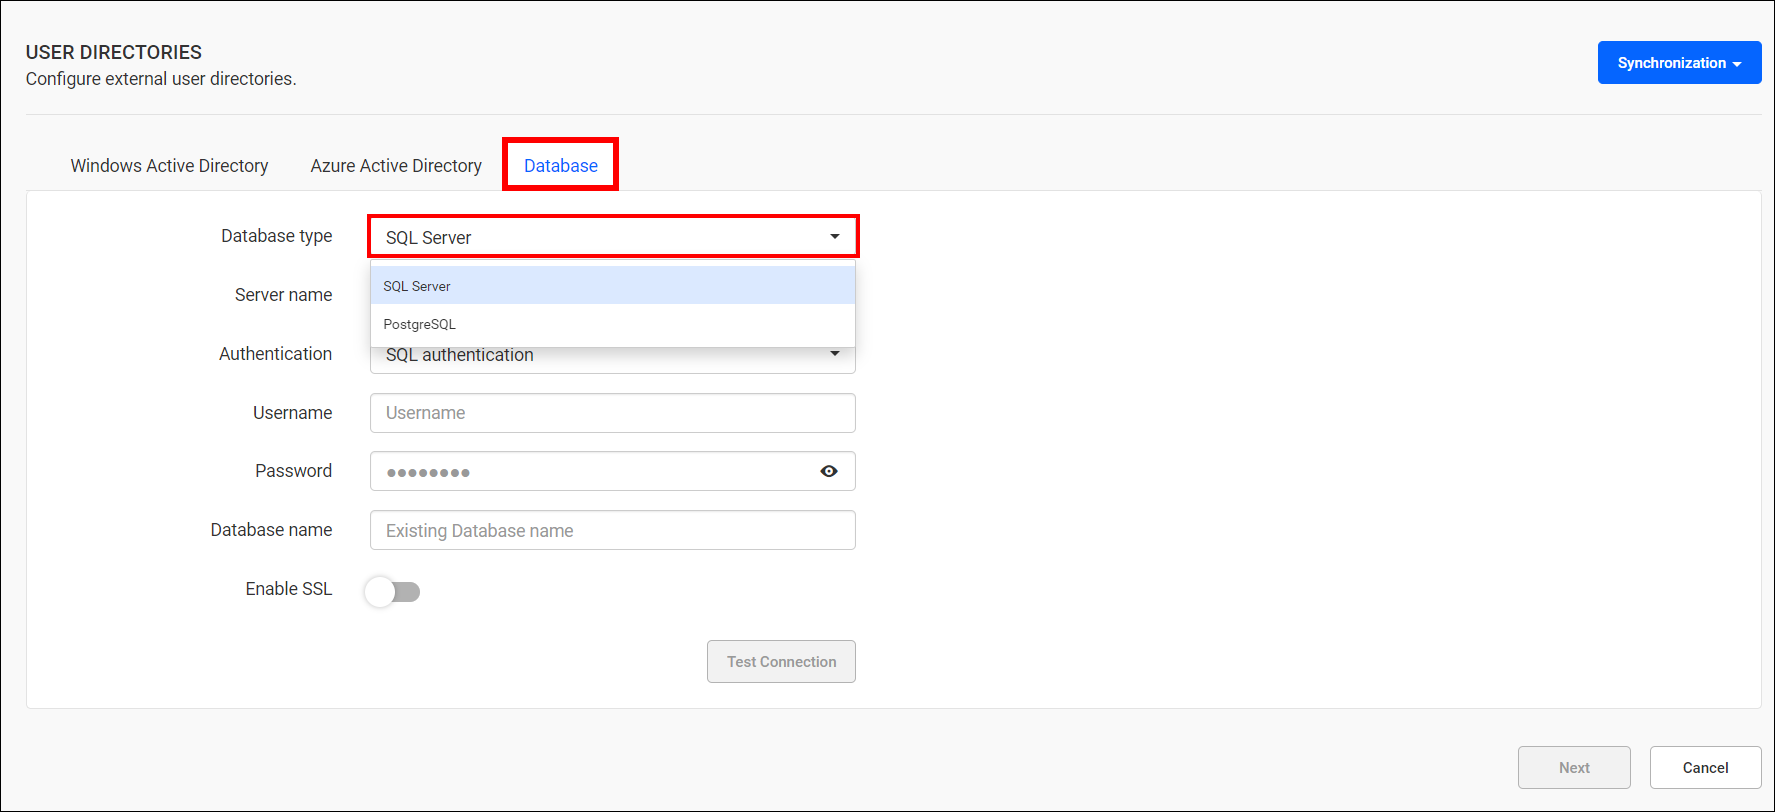 USER DIRECTORIES
Configure external user directories.
Synchronization
Windows Active Directory
Azure Active Directory
Database
Database type
SQL Server
SQL Server
Server name
PostgreSQL
Authentication
SQL authentication
Username
Username
Password
Database name
Existing Database name
Enable SSL
Test Connection
Next
Cancel